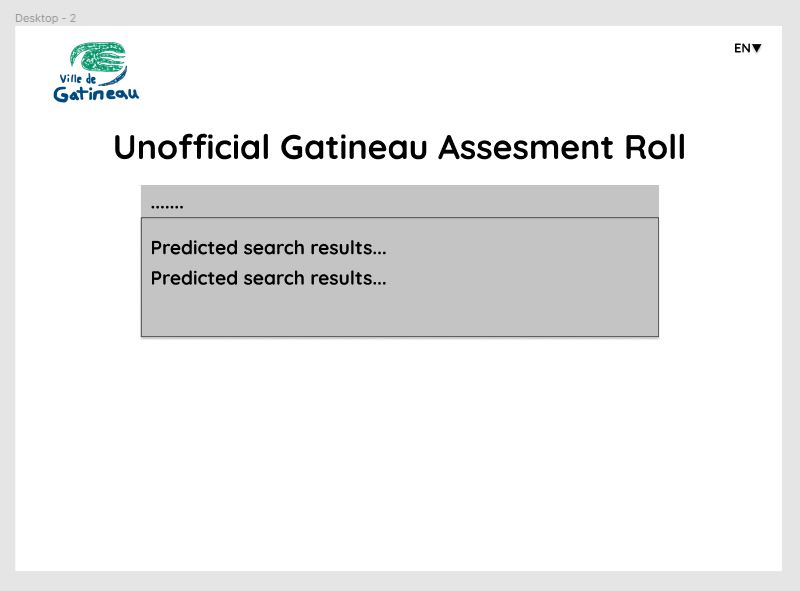 Desktop - 2
Ville de
Gatineau
EN▼
Unofficial Gatineau Assesment Roll
.......
Predicted search results...
Predicted search results...